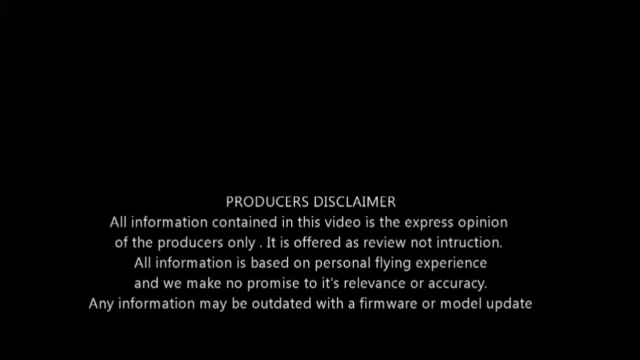 PRODUCERS DISCLAIMER
All information contained in this video is the express opinion
of the producers only . It is offered as review not intruction.
All information is based on personal flying experience
and we make no promise to it's relevance or accuracy.
Any information may be outdated with a firmware or model update